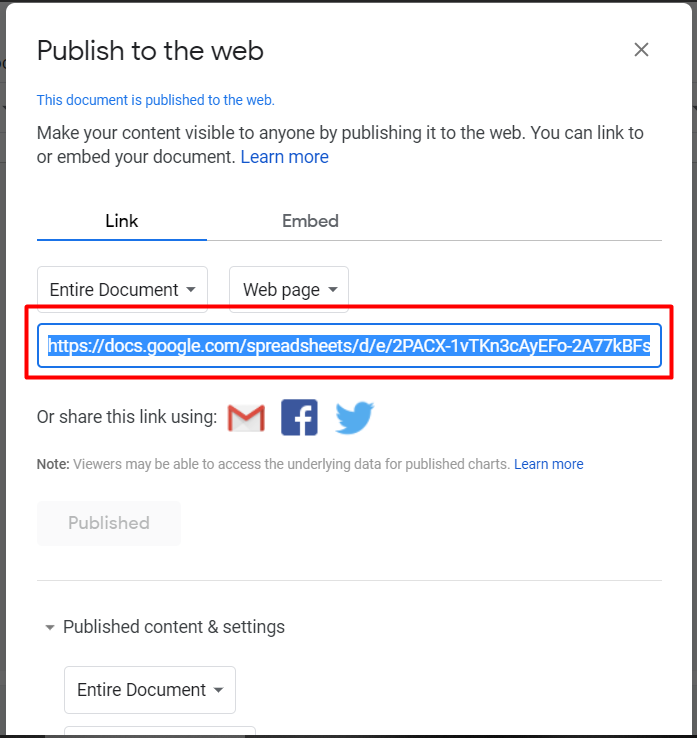 Publish to the web
This document is published to the web.
Make your content visible to anyone by publishing it to the web. You can link to
or embed your document. Learn more
Link Embed
Entire Document Web page
https://docs.google.com/spreadsheets/d/e/2PACX-1vTKn3cAyEFo-2A77kBFs
Or share this link using:
Note: Viewers may be able to access the underlying data for published charts. Learn more
Published
Published content & settings
Entire Document